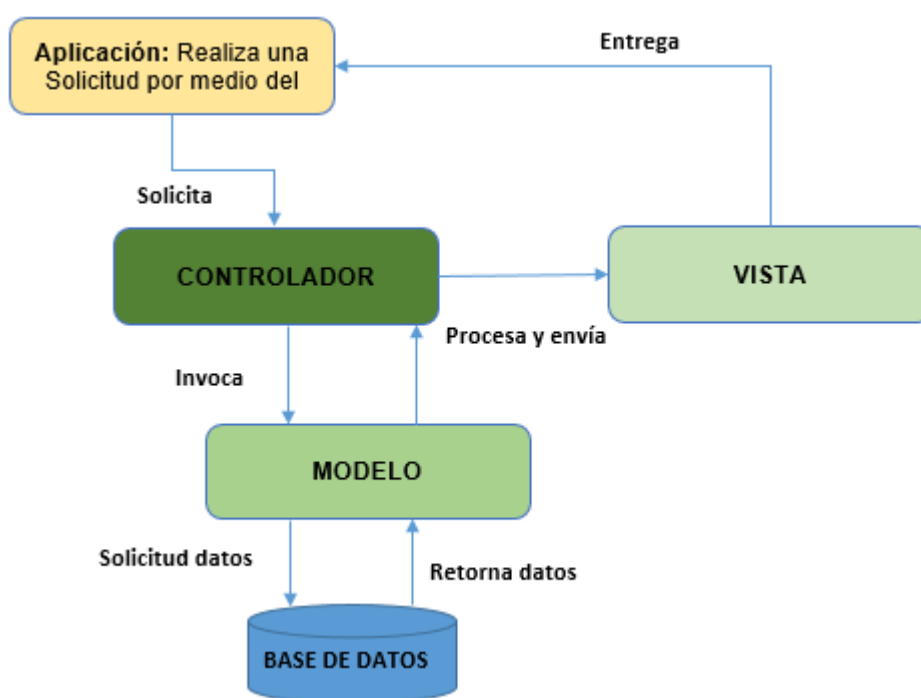 Aplicación: Realiza una
Solicitud por medio del
Entrega
Solicita
CONTROLADOR
VISTA
Procesa y envía
Invoca
MODELO
Solicitud datos
Retorna datos
BASE DE DATOS